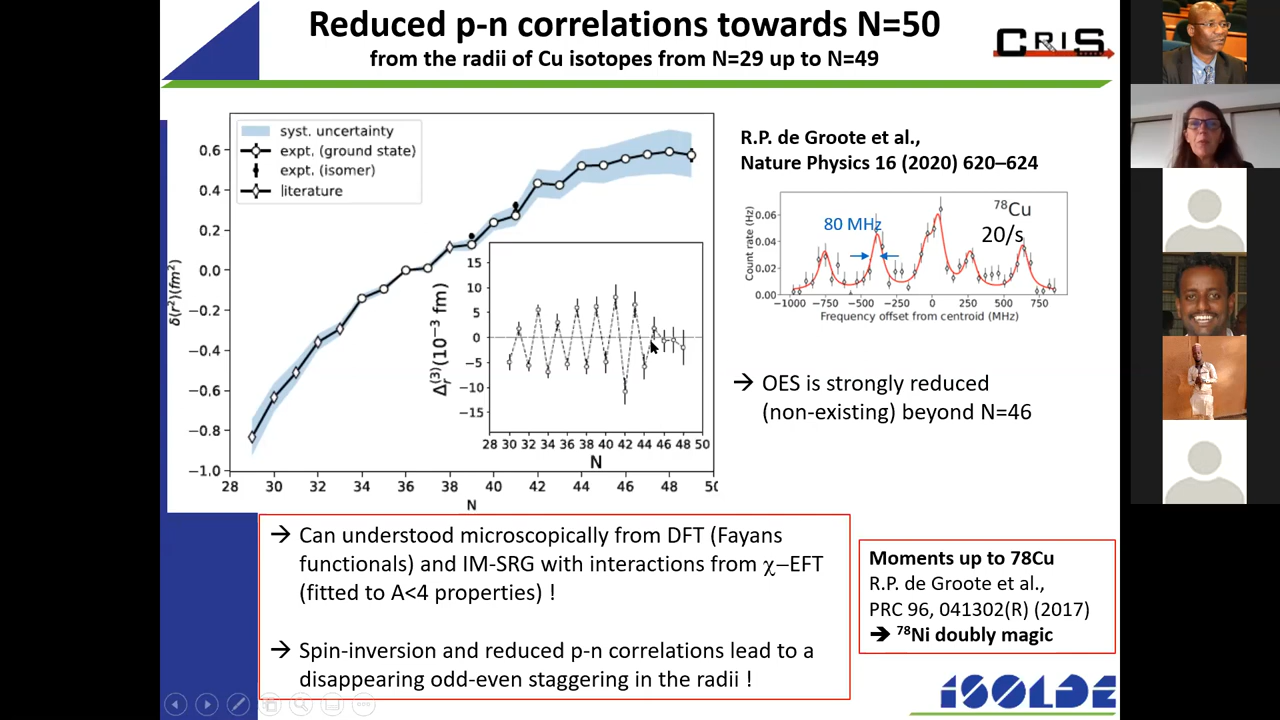 Reduced p-n correlations towards N=50
from the radii of Cu isotopes from N=29 up to N=49
CRIS
syst. uncertainty
expt. (ground state)
expt. (isomer)
literature
0.6
0.4
0.2
0.0
−0.2
−0.4
−0.6
−0.8
−1.0
δ⟨r²⟩(fm²)
28 30 32 34 36 38 40 42 44 46 48 50
N
15
10
5
0
−5
−10
−15
Δr(3)(10⁻³ fm)
28 30 32 34 36 38 40 42 44 46 48 50
N
R.P. de Groote et al.,
Nature Physics 16 (2020) 620–624
0.06
0.04
0.02
0.00
Count rate (Hz)
80 MHz
⁷⁸Cu
20/s
−1000 −750 −500 −250 0 250 500 750
Frequency offset from centroid (MHz)
→ OES is strongly reduced
(non-existing) beyond N=46
→ Can understood microscopically from DFT (Fayans
functionals) and IM-SRG with interactions from χ−EFT
(fitted to A<4 properties) !
→ Spin-inversion and reduced p-n correlations lead to a
disappearing odd-even staggering in the radii !
Moments up to 78Cu
R.P. de Groote et al.,
PRC 96, 041302(R) (2017)
→ ⁷⁸Ni doubly magic
ISOLDE